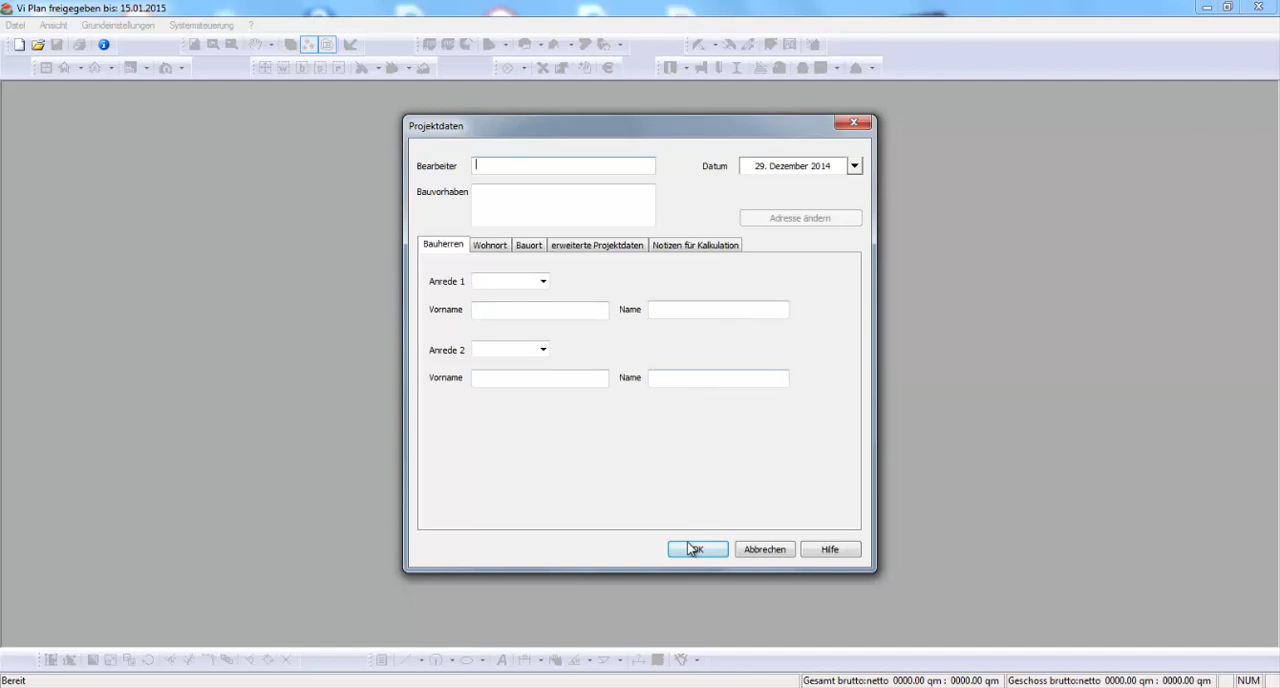 Vi Plan freigegeben bis: 15.01.2015
Datei Ansicht Grundeinstellungen Systemsteuerung ?
Projektdaten
Bearbeiter
Datum 29. Dezember 2014
Bauvorhaben
Adresse ändern
Bauherren Wohnort Bauort erweiterte Projektdaten Notizen für Kalkulation
Anrede 1
Vorname Name
Anrede 2
Vorname Name
OK Abbrechen Hilfe
Bereit Gesamt brutto:netto 0000.00 qm : 0000.00 qm Geschoss brutto:netto 0000.00 qm : 0000.00 qm NUM